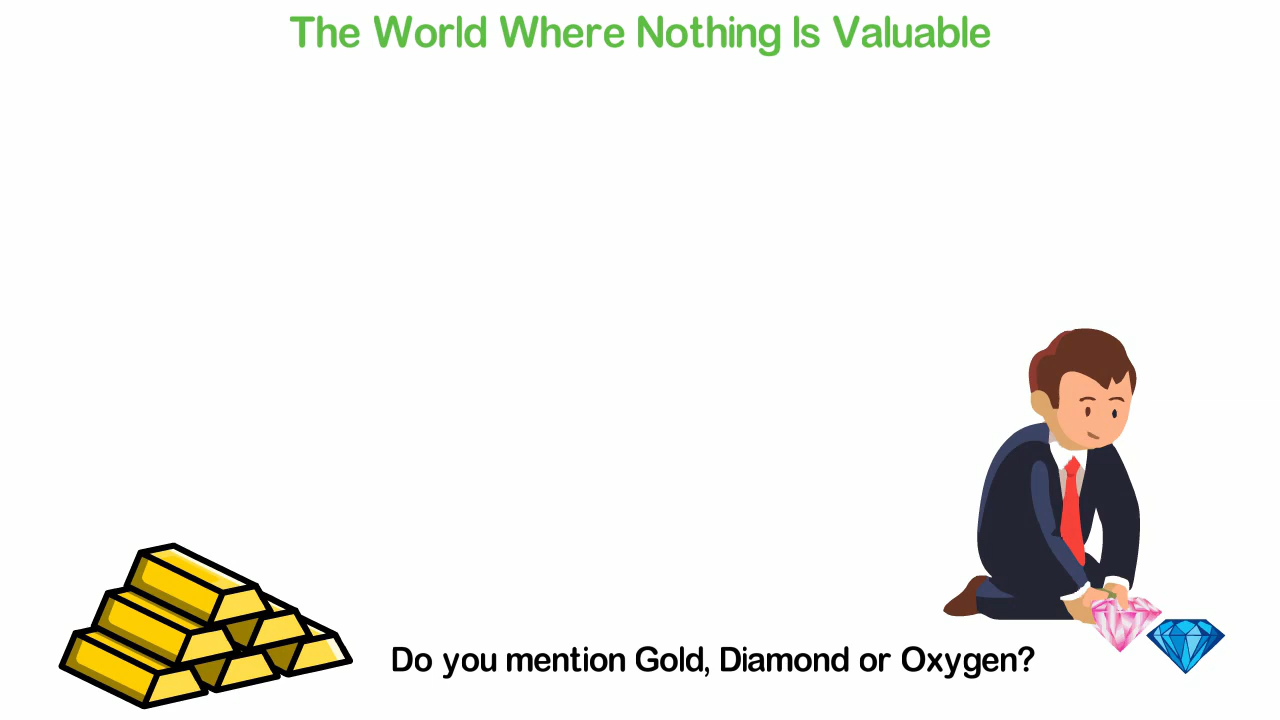 The World Where Nothing Is Valuable
Do you mention Gold, Diamond or Oxygen?